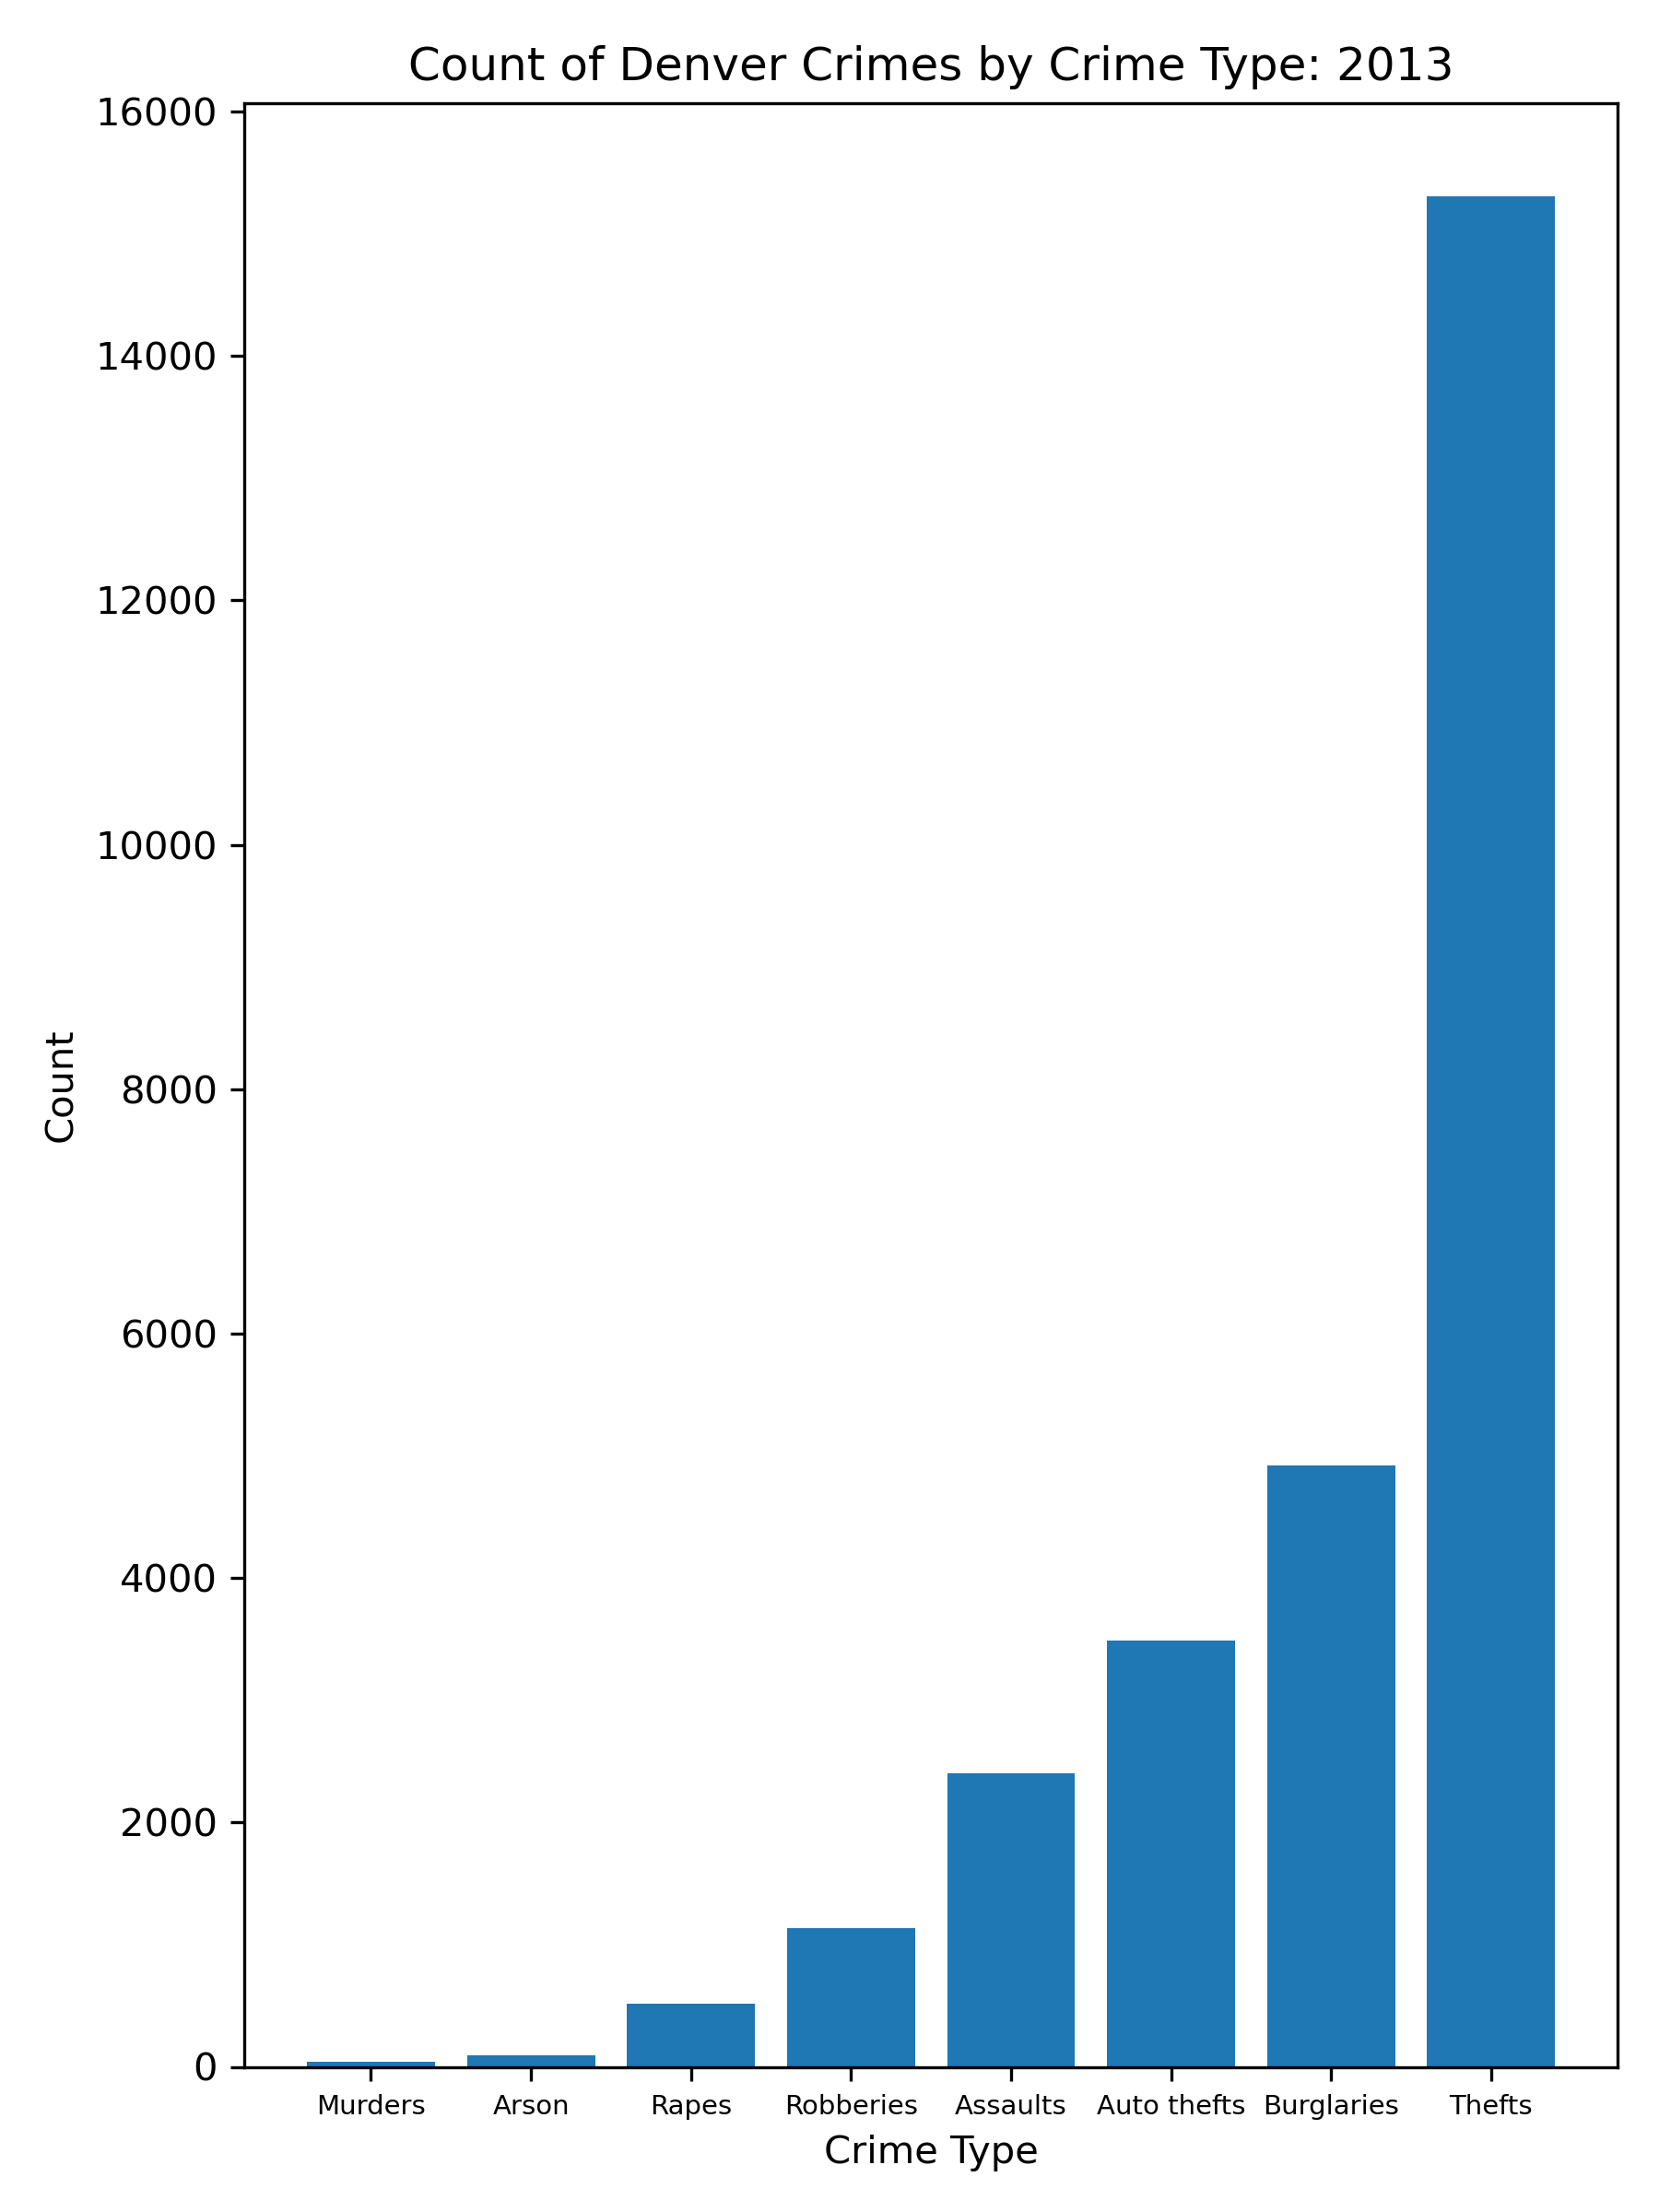 Count of Denver Crimes by Crime Type: 2013
16000
14000
12000
10000
8000
6000
4000
2000
0
Count
Murders Arson Rapes Robberies Assaults Auto thefts Burglaries Thefts
Crime Type